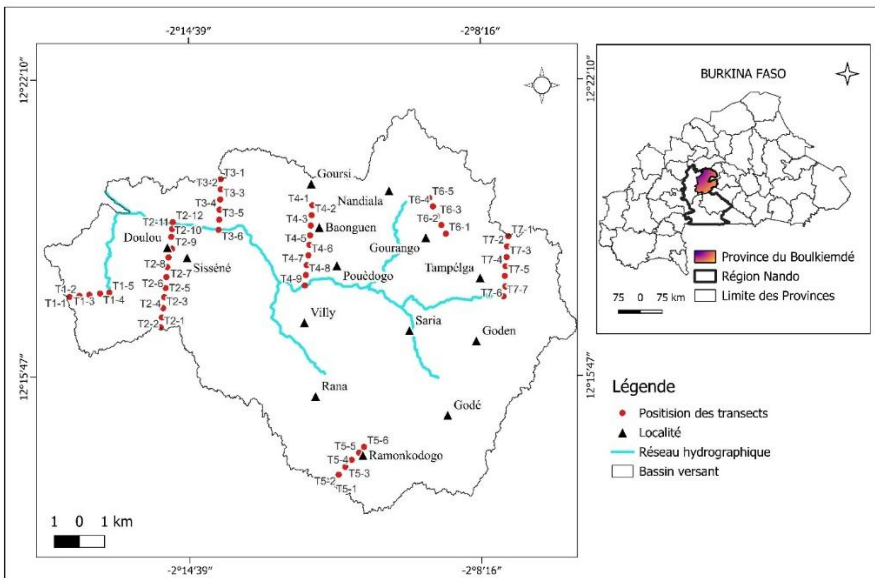 -2°14'39
-2°8'16
12°22'10
12°22'10
T3-1
T3-2
T3-3
T3-4
T3-5
T3-6
Goursi
T4-1
T4-2
T4-3
Baonguen
T4-5
T4-6
T4-7
T4-8
T4-9
Nandiala
T6-5
T6-4
T6-3
T6-2
T6-1
Gourango
T7-1
T7-2
T7-3
T7-4
T7-5
T7-6
T7-7
Tampélga
Pouèdogo
T2-12
T2-11
T2-10
Doulou
T2-9
Sisséné
T2-8
T2-7
T2-6
T2-5
T2-4
T2-3
T2-2
T2-1
T1-5
T1-2
T1-3
T1-4
T1-1
Villy
Saria
Goden
Rana
Godé
T5-6
T5-5
T5-4
Ramonkodogo
T5-3
T5-2
T5-1
12°15'47
12°15'47
1 0 1 km
-2°14'39
-2°8'16
BURKINA FASO
Province du Boulkiemdé
Région Nando
Limite des Provinces
75 0 75 km
Légende
Positision des transects
Localité
Réseau hydrographique
Bassin versant